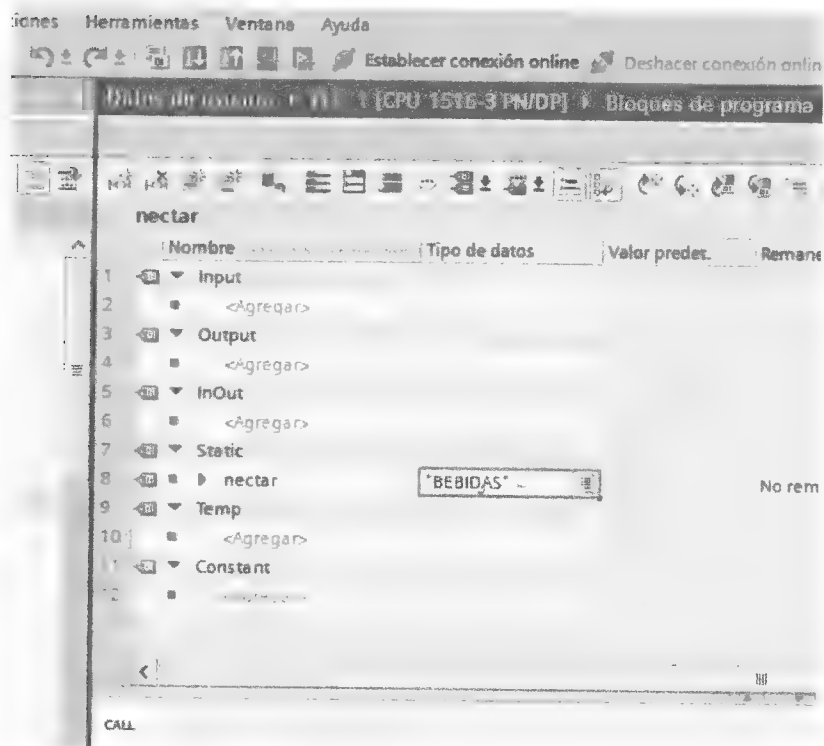 iones Herramientas Ventana Ayuda
Establecer conexión online Deshacer conexión onlin
[CPU 1516-3 PN/DP] Bloques de programa
nectar
Nombre Tipo de datos Valor predet. Remane
1 Input
2 <Agregar>
3 Output
4 <Agregar>
5 InOut
6 <Agregar>
7 Static
8 nectar "BEBIDAS" No rem
9 Temp
10 <Agregar>
11 Constant
12
CALL